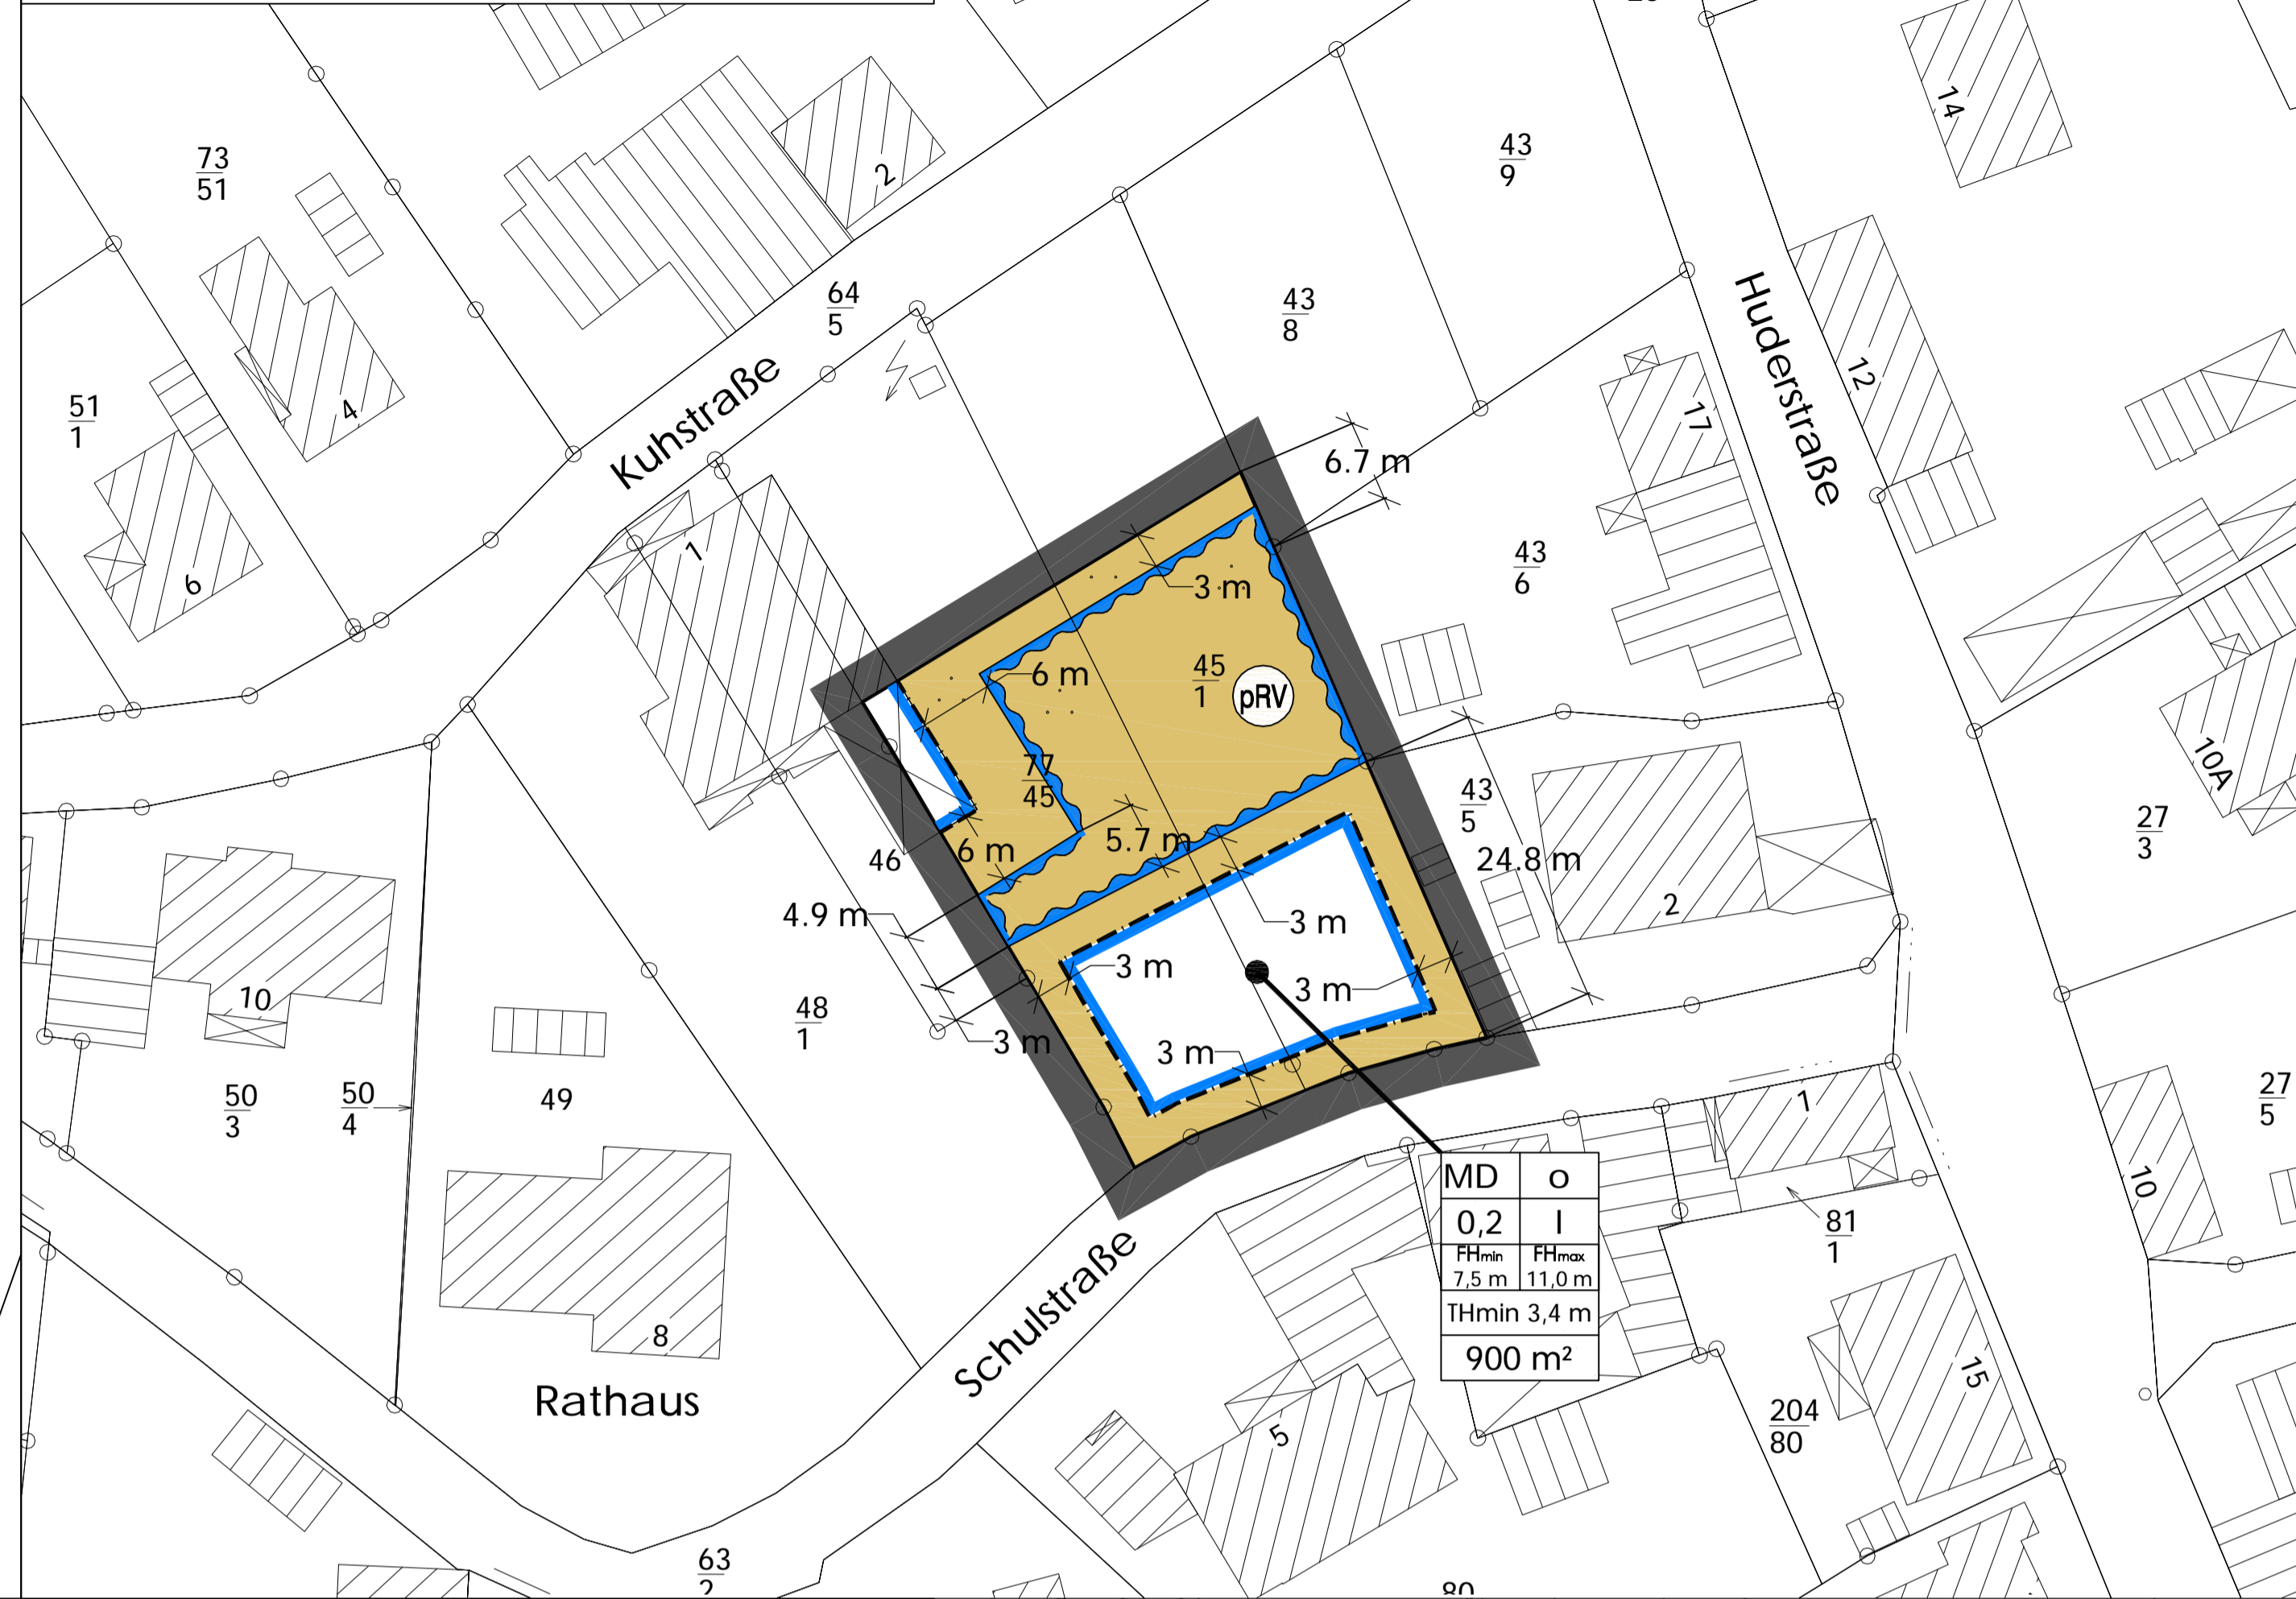 14
73
51
2
43
9
64
5
43
8
Kuhstraße
Huderstraße
12
51
1
4
17
6.7 m
1
6
3 m
43
6
6 m
45
1
pRV
77
45
10A
43
5
27
3
46
6 m
5.7 m
24.8 m
2
4.9 m
3 m
3 m
3 m
10
48
1
3 m
3 m
50
3
50
4
49
1
27
5
MD o
0,2 I
FHmin FHmax
7,5 m 11,0 m
THmin 3,4 m
900 m²
81
1
10
Schulstraße
8
Rathaus
5
15
204
80
63
2
80